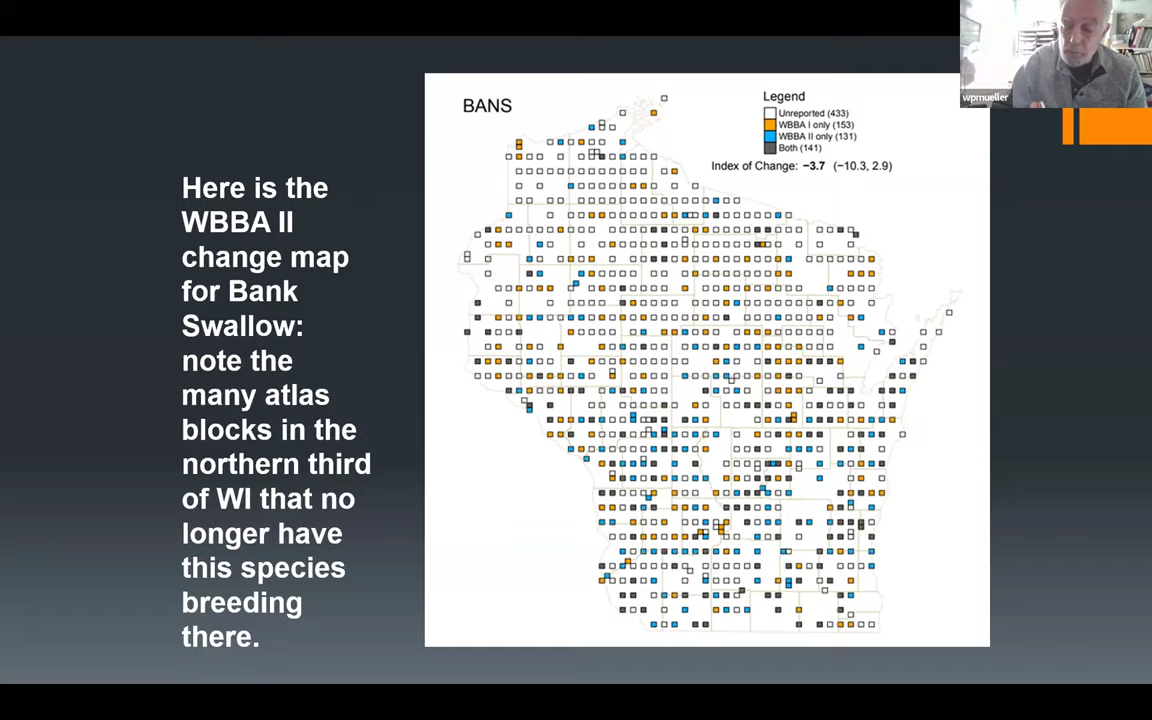 wpmueller
Here is the
WBBA II
change map
for Bank
Swallow:
note the
many atlas
blocks in the
northern third
of WI that no
longer have
this species
breeding
there.
BANS
Legend
Unreported (433)
WBBA I only (153)
WBBA II only (131)
Both (141)
Index of Change: −3.7 (−10.3, 2.9)